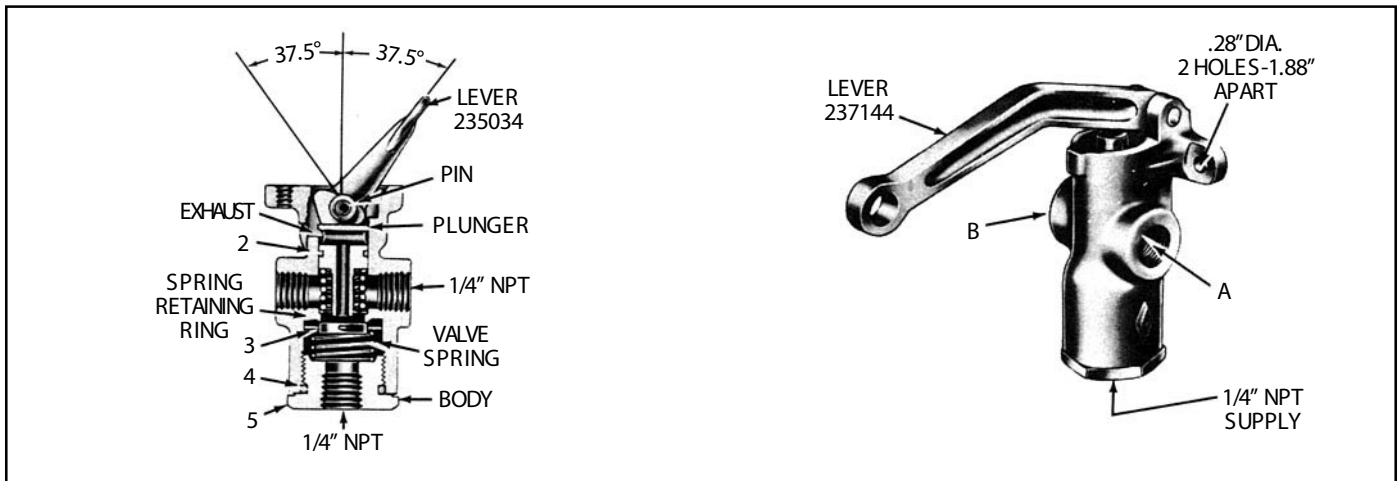 37.5°
37.5°
LEVER
235034
PIN
EXHAUST
PLUNGER
2
1/4” NPT
SPRING
RETAINING
RING
3
VALVE
SPRING
4
BODY
5
1/4” NPT
.28” DIA.
2 HOLES-1.88”
APART
LEVER
237144
B
A
1/4” NPT
SUPPLY